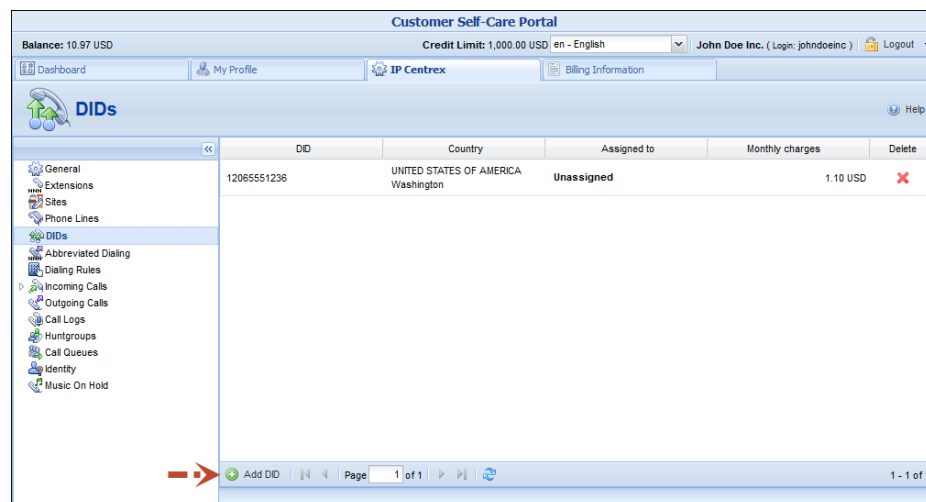 Customer Self-Care Portal
Balance: 10.97 USD Credit Limit: 1,000.00 USD en - English John Doe Inc. ( Login: johndoeinc ) Logout
Dashboard My Profile IP Centrex Billing Information
DIDs Help
DID Country Assigned to Monthly charges Delete
12065551236 UNITED STATES OF AMERICA Unassigned 1.10 USD
Washington
General
Extensions
Sites
Phone Lines
DIDs
Abbreviated Dialing
Dialing Rules
Incoming Calls
Outgoing Calls
Call Logs
Huntgroups
Call Queues
Identity
Music On Hold
Add DID Page 1 of 1 1 - 1 of